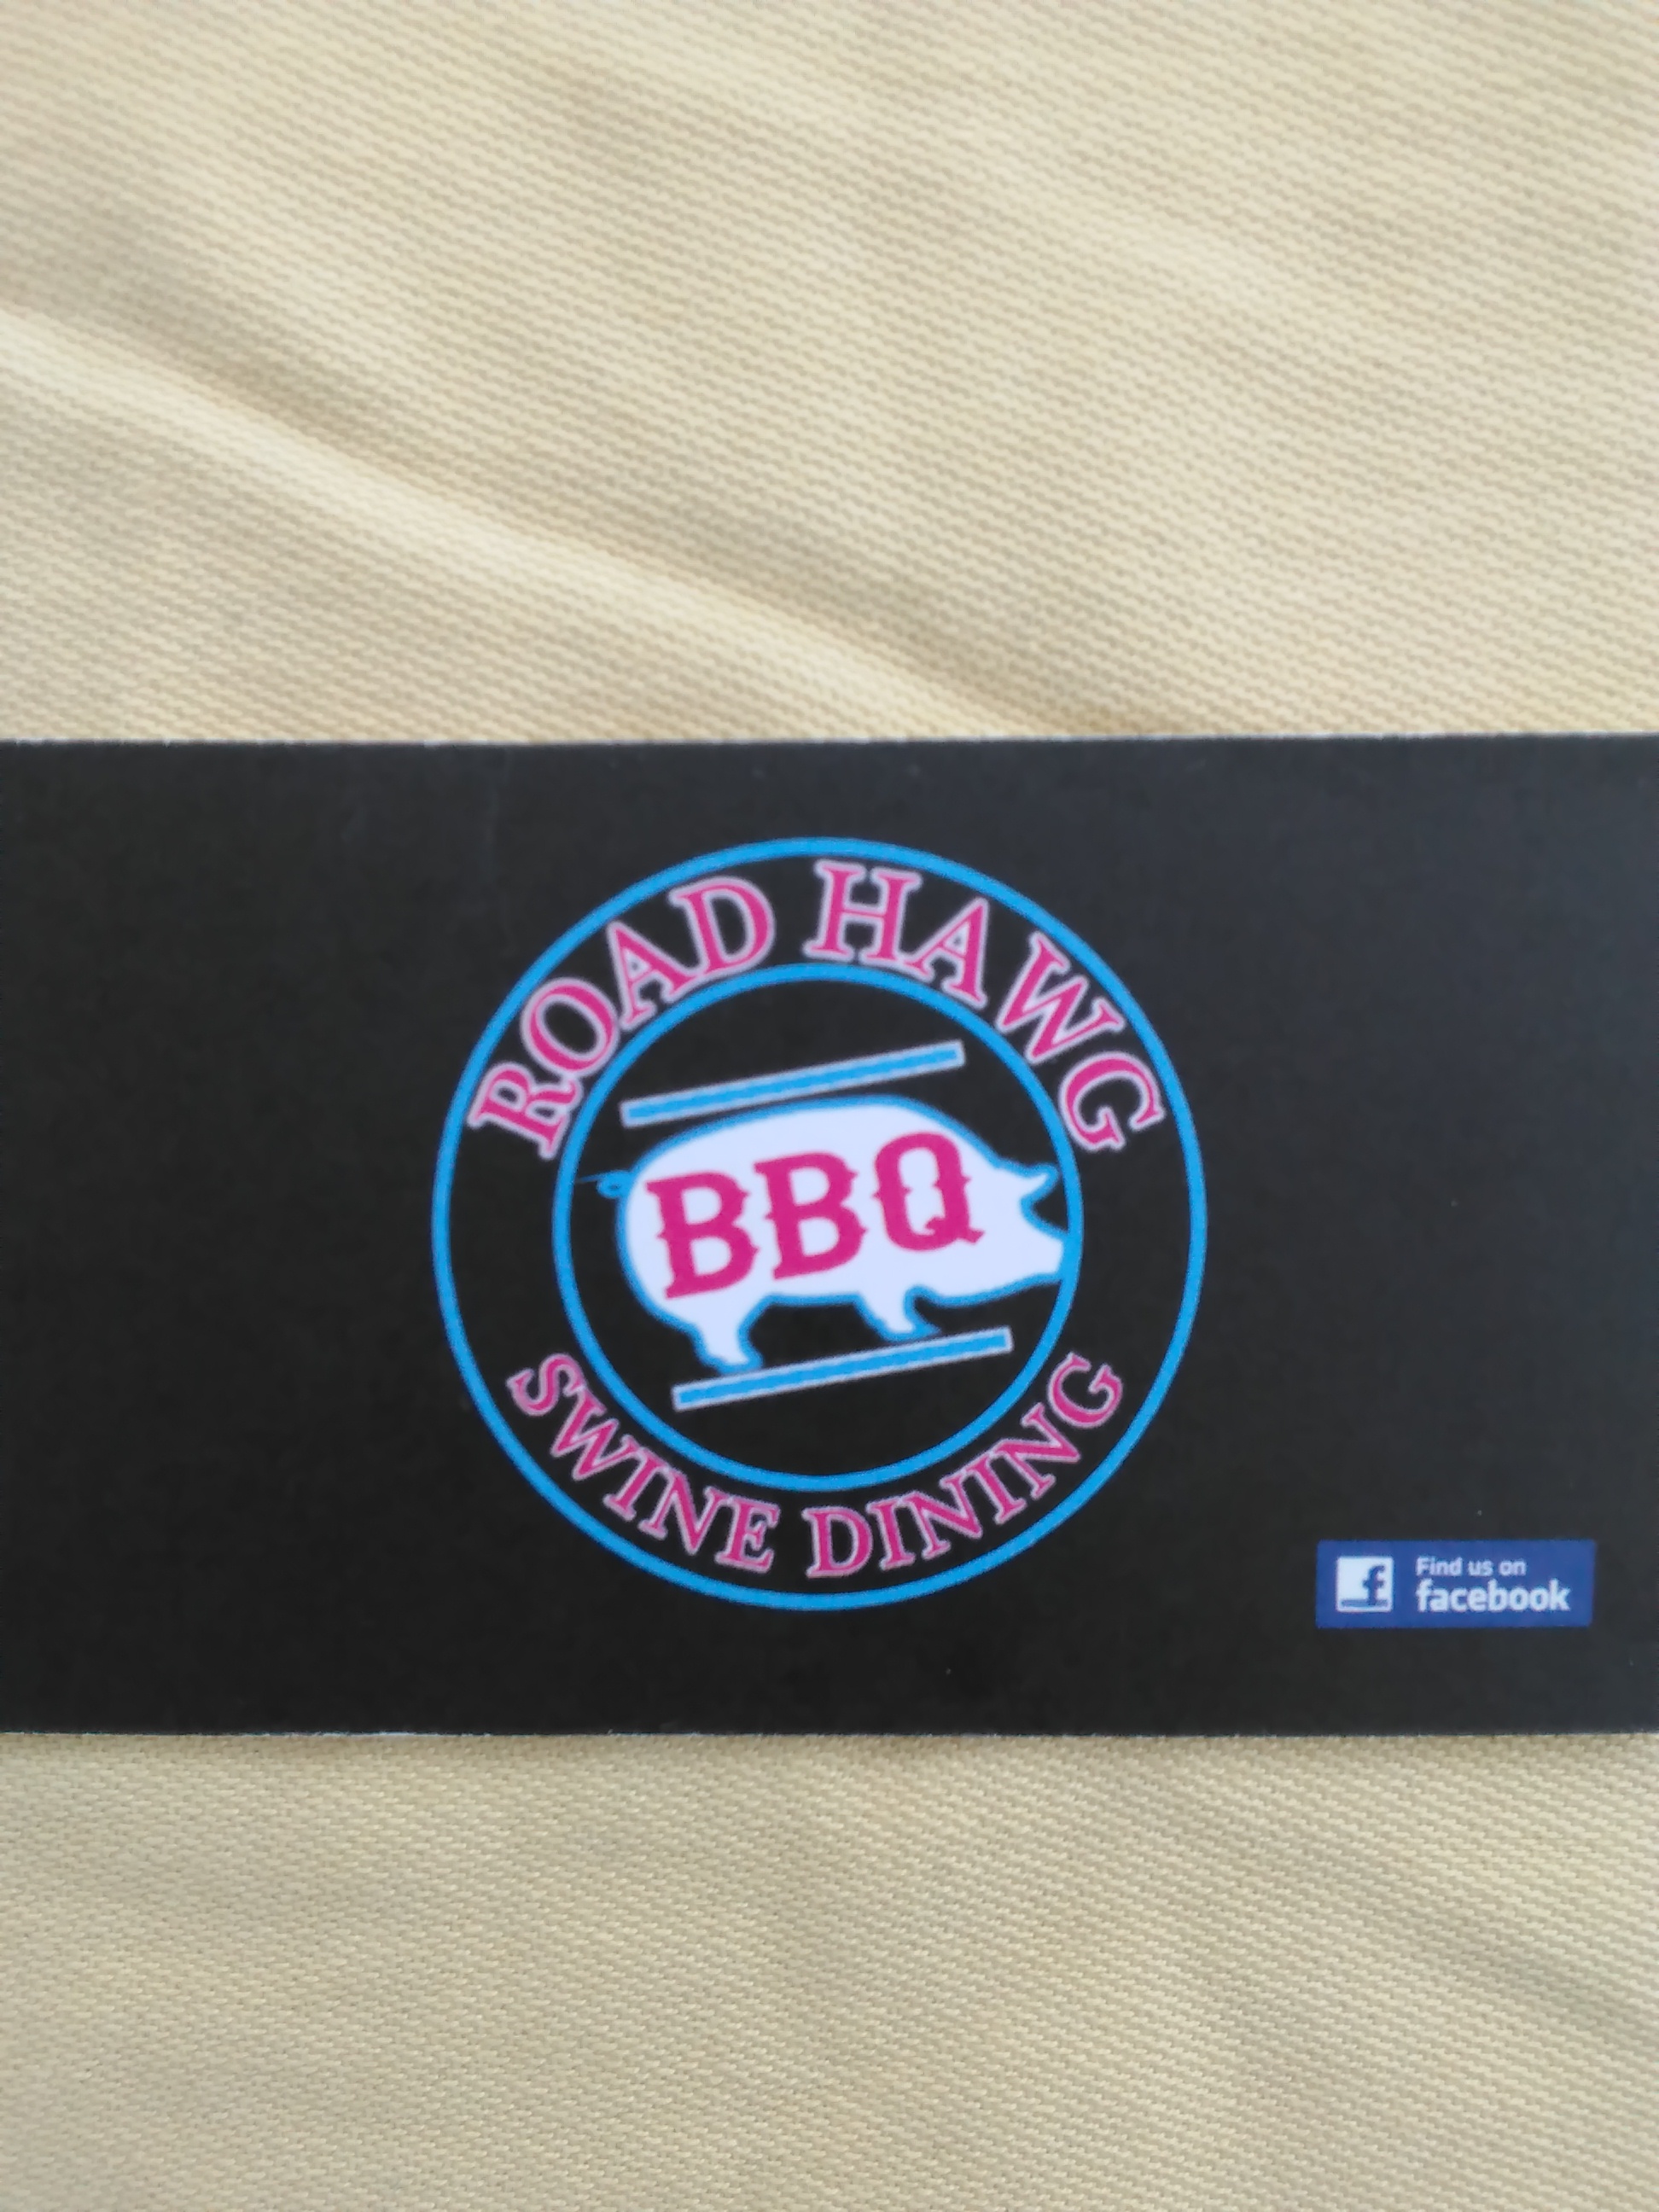 ROAD HAWG
BBQ
SWINE DINING
f
Find us on
facebook